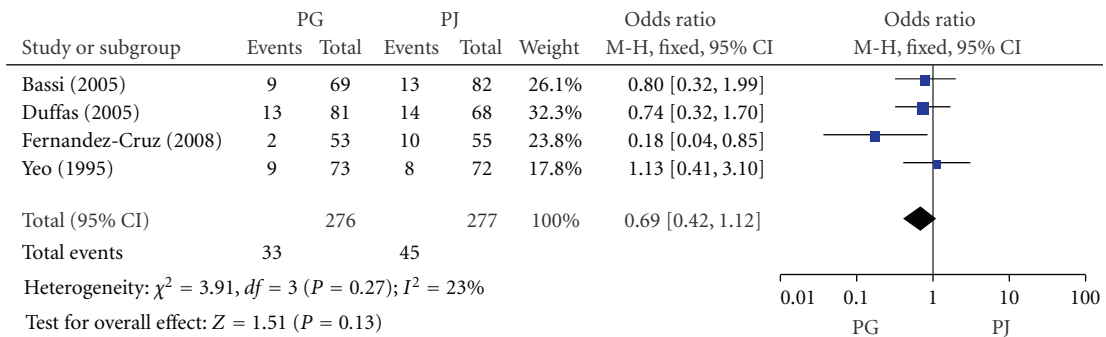 PG PJ Odds ratio Odds ratio
Study or subgroup Events Total Events Total Weight M-H, fixed, 95% CI M-H, fixed, 95% CI
Bassi (2005) 9 69 13 82 26.1% 0.80 [0.32, 1.99]
Duffas (2005) 13 81 14 68 32.3% 0.74 [0.32, 1.70]
Fernandez-Cruz (2008) 2 53 10 55 23.8% 0.18 [0.04, 0.85]
Yeo (1995) 9 73 8 72 17.8% 1.13 [0.41, 3.10]
Total (95% CI) 276 277 100% 0.69 [0.42, 1.12]
Total events 33 45
Heterogeneity: χ² = 3.91, df = 3 (P = 0.27); I² = 23%
Test for overall effect: Z = 1.51 (P = 0.13)
0.01 0.1 1 10 100
PG PJ